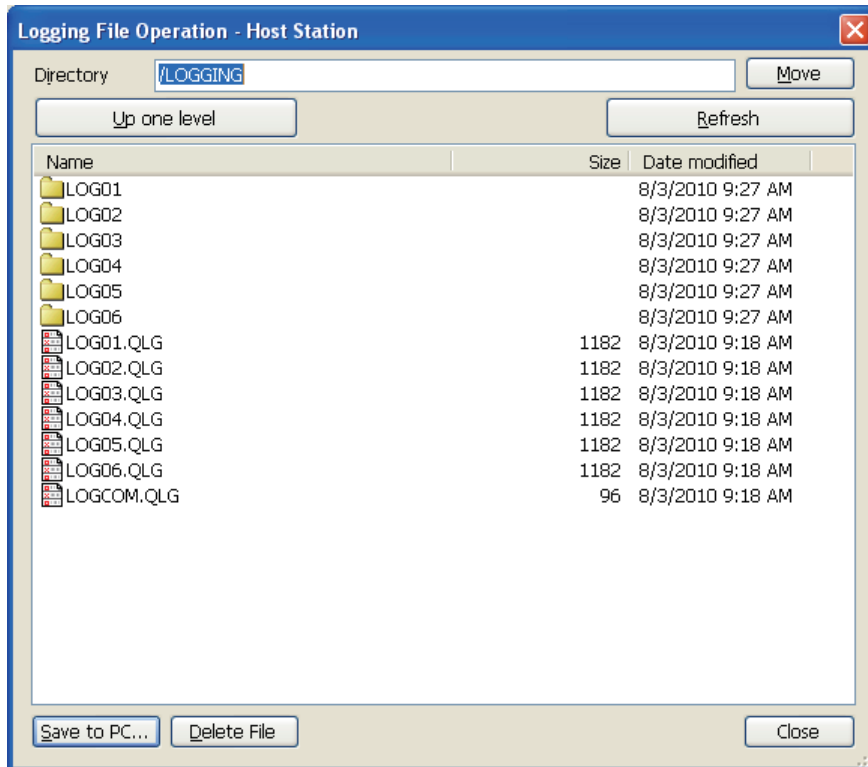 Logging File Operation - Host Station
Directory /LOGGING Move
Up one level Refresh
Name Size Date modified
LOG01 8/3/2010 9:27 AM
LOG02 8/3/2010 9:27 AM
LOG03 8/3/2010 9:27 AM
LOG04 8/3/2010 9:27 AM
LOG05 8/3/2010 9:27 AM
LOG06 8/3/2010 9:27 AM
LOG01.QLG 1182 8/3/2010 9:18 AM
LOG02.QLG 1182 8/3/2010 9:18 AM
LOG03.QLG 1182 8/3/2010 9:18 AM
LOG04.QLG 1182 8/3/2010 9:18 AM
LOG05.QLG 1182 8/3/2010 9:18 AM
LOG06.QLG 1182 8/3/2010 9:18 AM
LOGCOM.QLG 96 8/3/2010 9:18 AM
Save to PC... Delete File Close